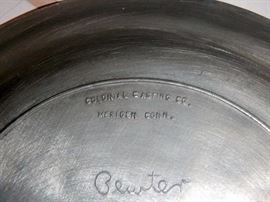 COLONIAL CASTING CO.
MERIDEN CONN.
Pewter